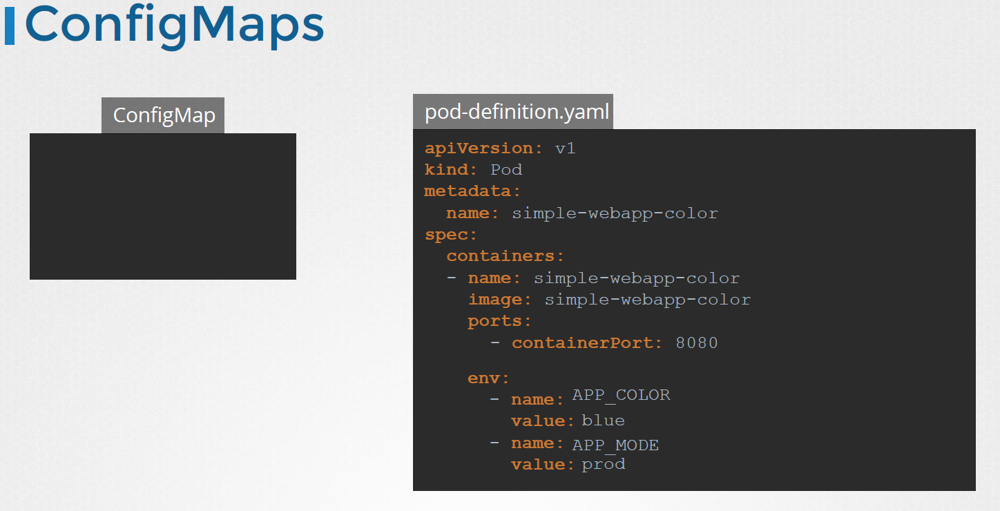 ConfigMaps
ConfigMap
pod-definition.yaml
apiVersion: v1
kind: Pod
metadata:
  name: simple-webapp-color
spec:
  containers:
  - name: simple-webapp-color
    image: simple-webapp-color
    ports:
      - containerPort: 8080
    env:
      - name: APP_COLOR
        value: blue
      - name: APP_MODE
        value: prod